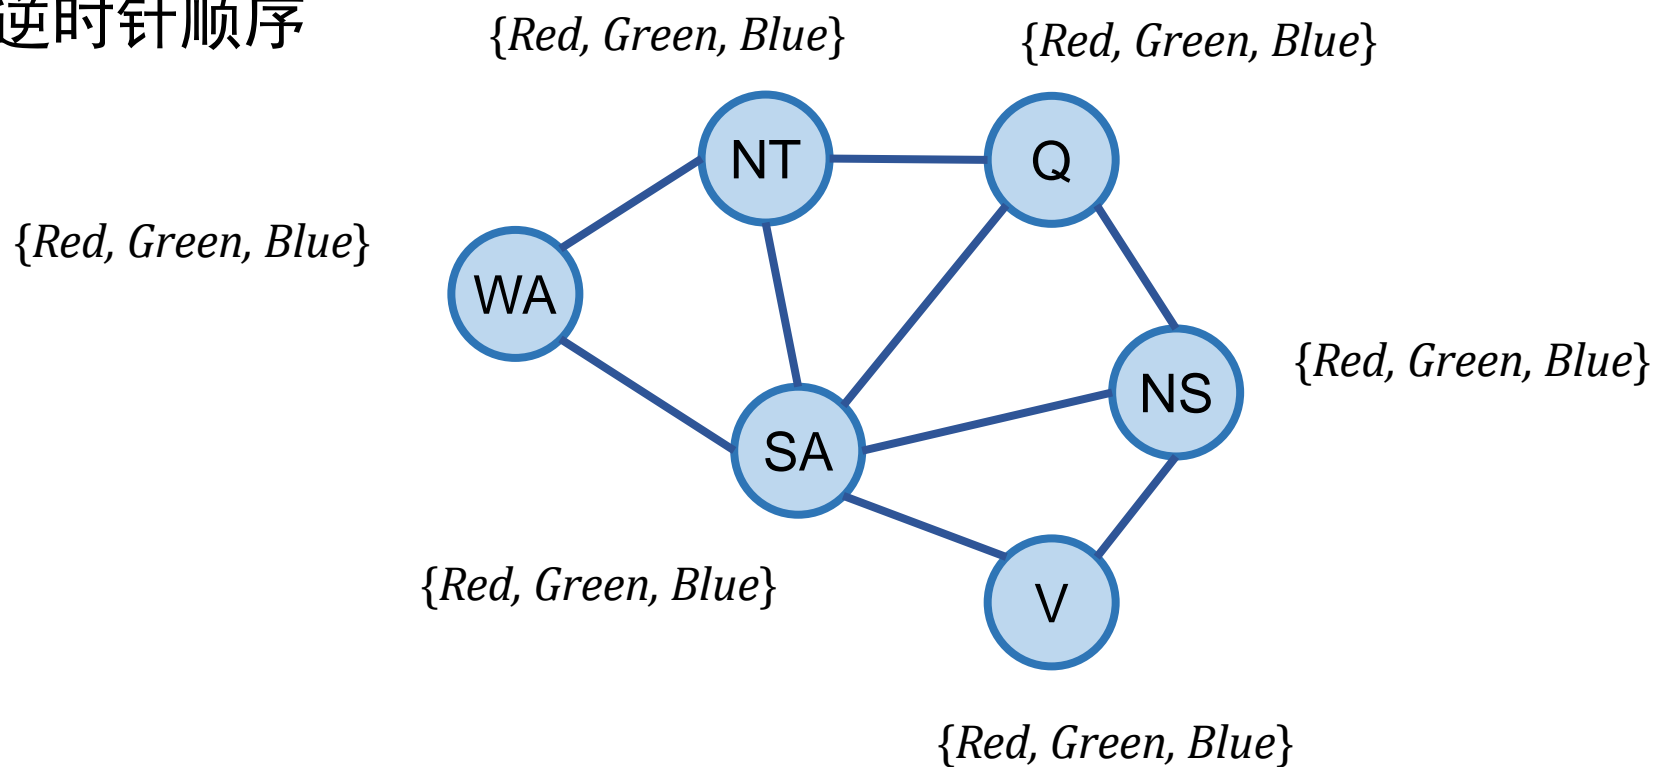 逆时针顺序
{Red, Green, Blue}
{Red, Green, Blue}
NT
Q
{Red, Green, Blue}
WA
{Red, Green, Blue}
NS
SA
{Red, Green, Blue}
V
{Red, Green, Blue}